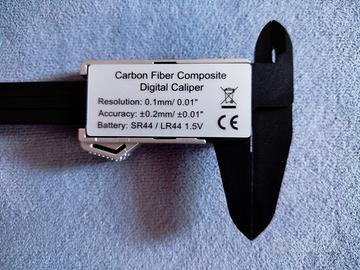 Carbon Fiber Composite
Digital Caliper
Resolution: 0.1mm/ 0.01"
Accuracy: ±0.2mm/ ±0.01"
Battery: SR44 / LR44 1.5V
CE